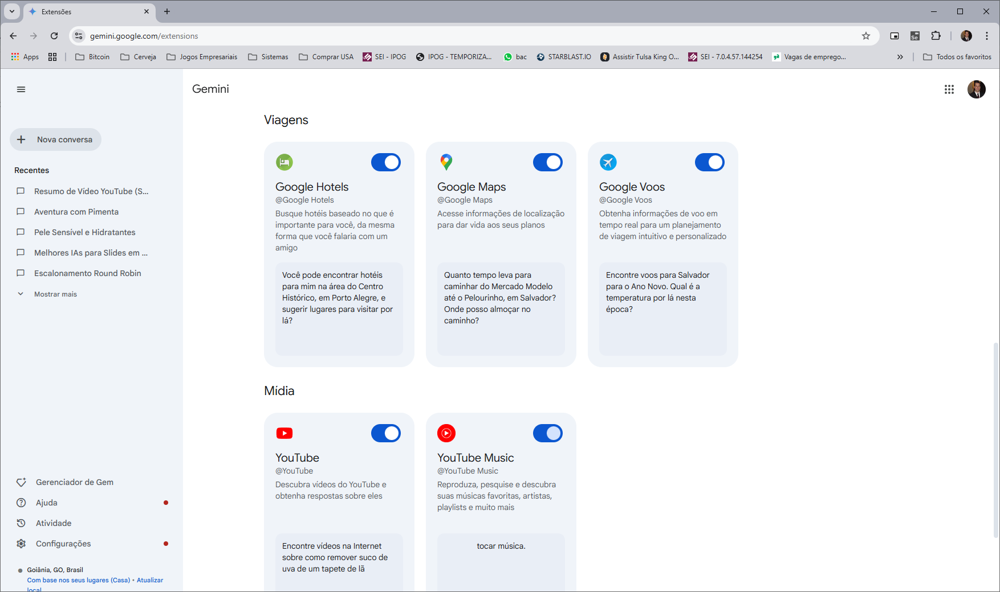 Extensões
gemini.google.com/extensions
Apps
Bitcoin
Cerveja
Jogos Empresariais
Sistemas
Comprar USA
SEI - IPOG
IPOG - TEMPORIZA...
bac
STARBLAST.IO
Assistir Tulsa King O...
SEI - 7.0.4.57.144254
Vagas de emprego...
Todos os favoritos
Gemini
Nova conversa
Recentes
Resumo de Vídeo YouTube (S...
Aventura com Pimenta
Pele Sensível e Hidratantes
Melhores IAs para Slides em ...
Escalonamento Round Robin
Mostrar mais
Gerenciador de Gem
Ajuda
Atividade
Configurações
Goiânia, GO, Brasil
Com base nos seus lugares (Casa) • Atualizar
local
Viagens
Google Hotels
@Google Hotels
Busque hotéis baseado no que é
importante para você, da mesma
forma que você falaria com um
amigo
Você pode encontrar hotéis
para mim na área do Centro
Histórico, em Porto Alegre, e
sugerir lugares para visitar por
lá?
Google Maps
@Google Maps
Acesse informações de localização
para dar vida aos seus planos
Quanto tempo leva para
caminhar do Mercado Modelo
até o Pelourinho, em Salvador?
Onde posso almoçar no
caminho?
Google Voos
@Google Voos
Obtenha informações de voo em
tempo real para um planejamento
de viagem intuitivo e personalizado
Encontre voos para Salvador
para o Ano Novo. Qual é a
temperatura por lá nesta
época?
Mídia
YouTube
@YouTube
Descubra vídeos do YouTube e
obtenha respostas sobre eles
Encontre vídeos na Internet
sobre como remover suco de
uva de um tapete de lã
YouTube Music
@YouTube Music
Reproduza, pesquise e descubra
suas músicas favoritas, artistas,
playlists e muito mais
tocar música.